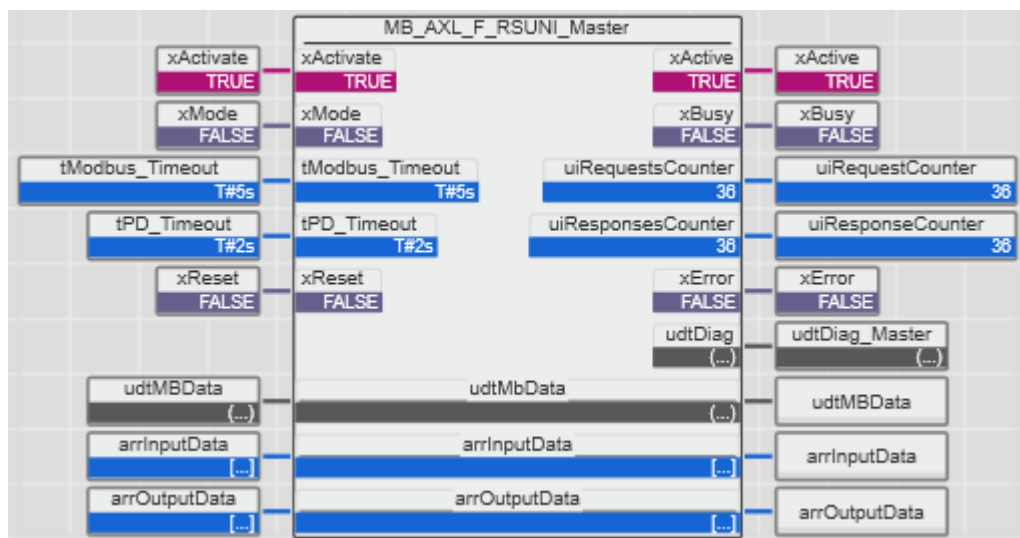 MB_AXL_F_RSUNI_Master
xActivate xActivate xActive xActive
TRUE TRUE TRUE TRUE
xMode xMode xBusy xBusy
FALSE FALSE FALSE FALSE
tModbus_Timeout tModbus_Timeout uiRequestsCounter uiRequestCounter
T#5s T#5s 36 36
tPD_Timeout tPD_Timeout uiResponsesCounter uiResponseCounter
T#2s T#2s 36 36
xReset xReset xError xError
FALSE FALSE FALSE FALSE
udtDiag udtDiag_Master
(...) (...)
udtMBData udtMbData udtMBData
(...) (...)
arrInputData arrInputData arrInputData
[...] [...]
arrOutputData arrOutputData arrOutputData
[...] [...]